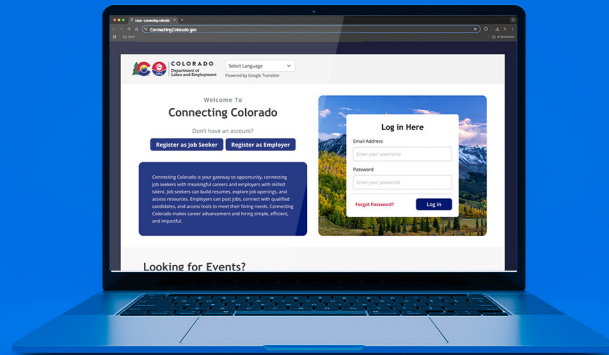 ConnectingColorado.gov
COLORADO
Department of
Labor and Employment
Select Language
Powered by Google Translate
Welcome To
Connecting Colorado
Don't have an account?
Register as Job Seeker
Register as Employer
Connecting Colorado is your gateway to opportunity, connecting
job seekers with meaningful careers and employers with skilled
talent. Job seekers can build resumes, explore job openings, and
access resources. Employers can post jobs, connect with qualified
candidates, and access tools to meet their hiring needs. Connecting
Colorado makes career advancement and hiring simple, efficient,
and impactful.
Log in Here
Email Address
Enter your username
Password
Enter your password
Forgot Password?
Log in
Looking for Events?